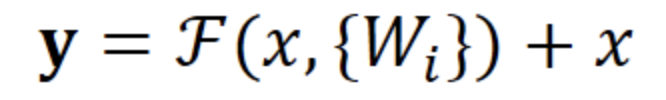 𝐲 = ℱ(𝑥, {𝑊ᵢ}) + 𝑥